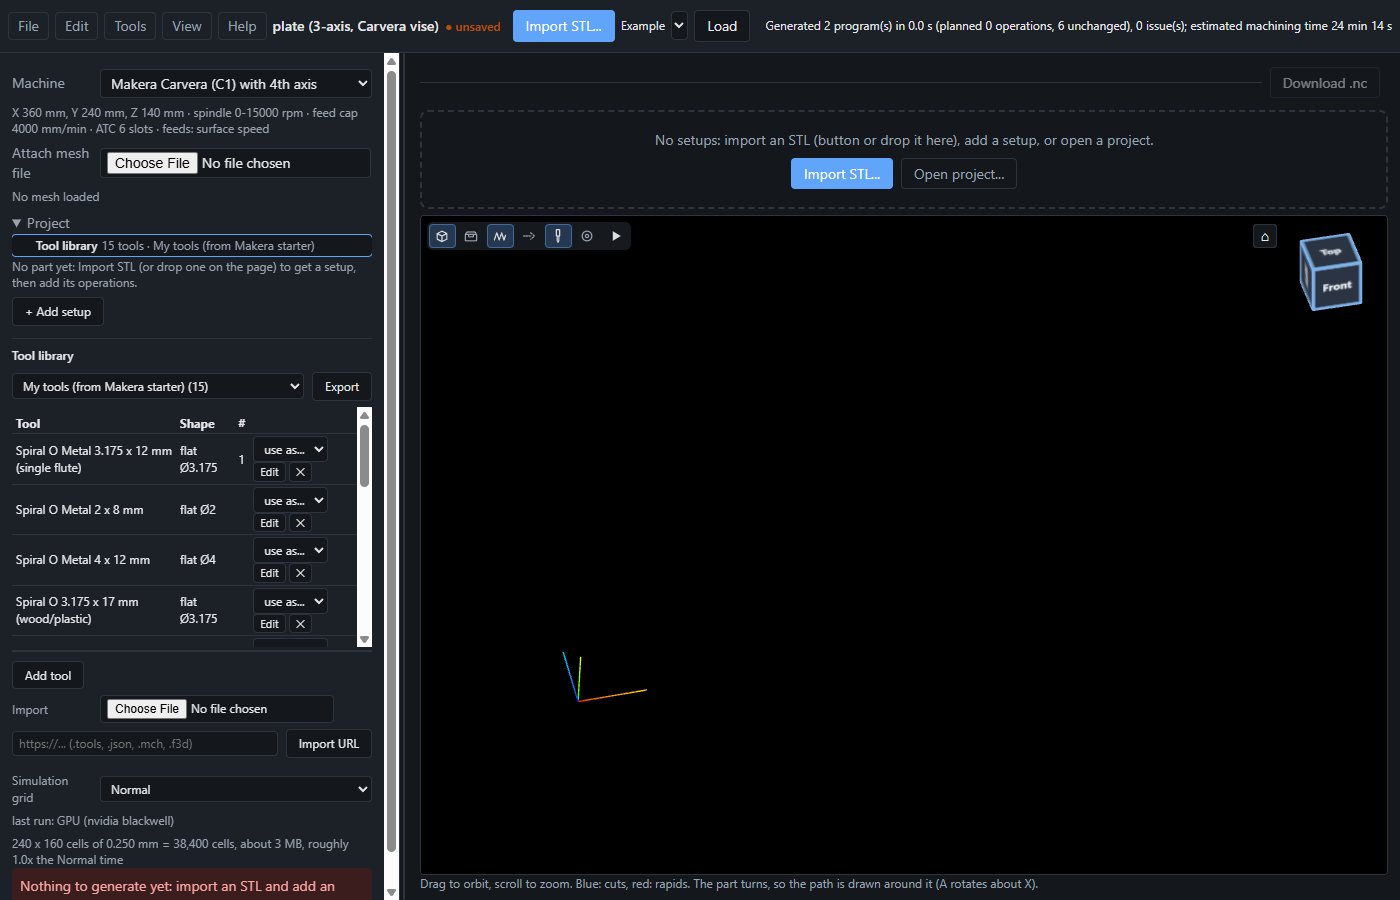 File Edit Tools View Help plate (3-axis, Carvera vise) • unsaved Import STL... Example Load Generated 2 program(s) in 0.0 s (planned 0 operations, 6 unchanged), 0 issue(s); estimated machining time 24 min 14 s
Machine Makera Carvera (C1) with 4th axis
X 360 mm, Y 240 mm, Z 140 mm · spindle 0-15000 rpm · feed cap
4000 mm/min · ATC 6 slots · feeds: surface speed
Attach mesh file Choose File No file chosen
No mesh loaded
▼ Project
Tool library 15 tools · My tools (from Makera starter)
No part yet: Import STL (or drop one on the page) to get a setup,
then add its operations.
+ Add setup
Tool library
My tools (from Makera starter) (15) Export
Tool Shape #
Spiral O Metal 3.175 x 12 mm (single flute) flat Ø3.175 1 use as... Edit ✕
Spiral O Metal 2 x 8 mm flat Ø2 use as... Edit ✕
Spiral O Metal 4 x 12 mm flat Ø4 use as... Edit ✕
Spiral O 3.175 x 17 mm (wood/plastic) flat Ø3.175 use as... Edit ✕
Add tool
Import Choose File No file chosen
https://... (.tools, .json, .mch, .f3d) Import URL
Simulation grid Normal
last run: GPU (nvidia blackwell)
240 x 160 cells of 0.250 mm = 38,400 cells, about 3 MB, roughly
1.0x the Normal time
Nothing to generate yet: import an STL and add an
Download .nc
No setups: import an STL (button or drop it here), add a setup, or open a project.
Import STL... Open project...
Top
Front
Drag to orbit, scroll to zoom. Blue: cuts, red: rapids. The part turns, so the path is drawn around it (A rotates about X).